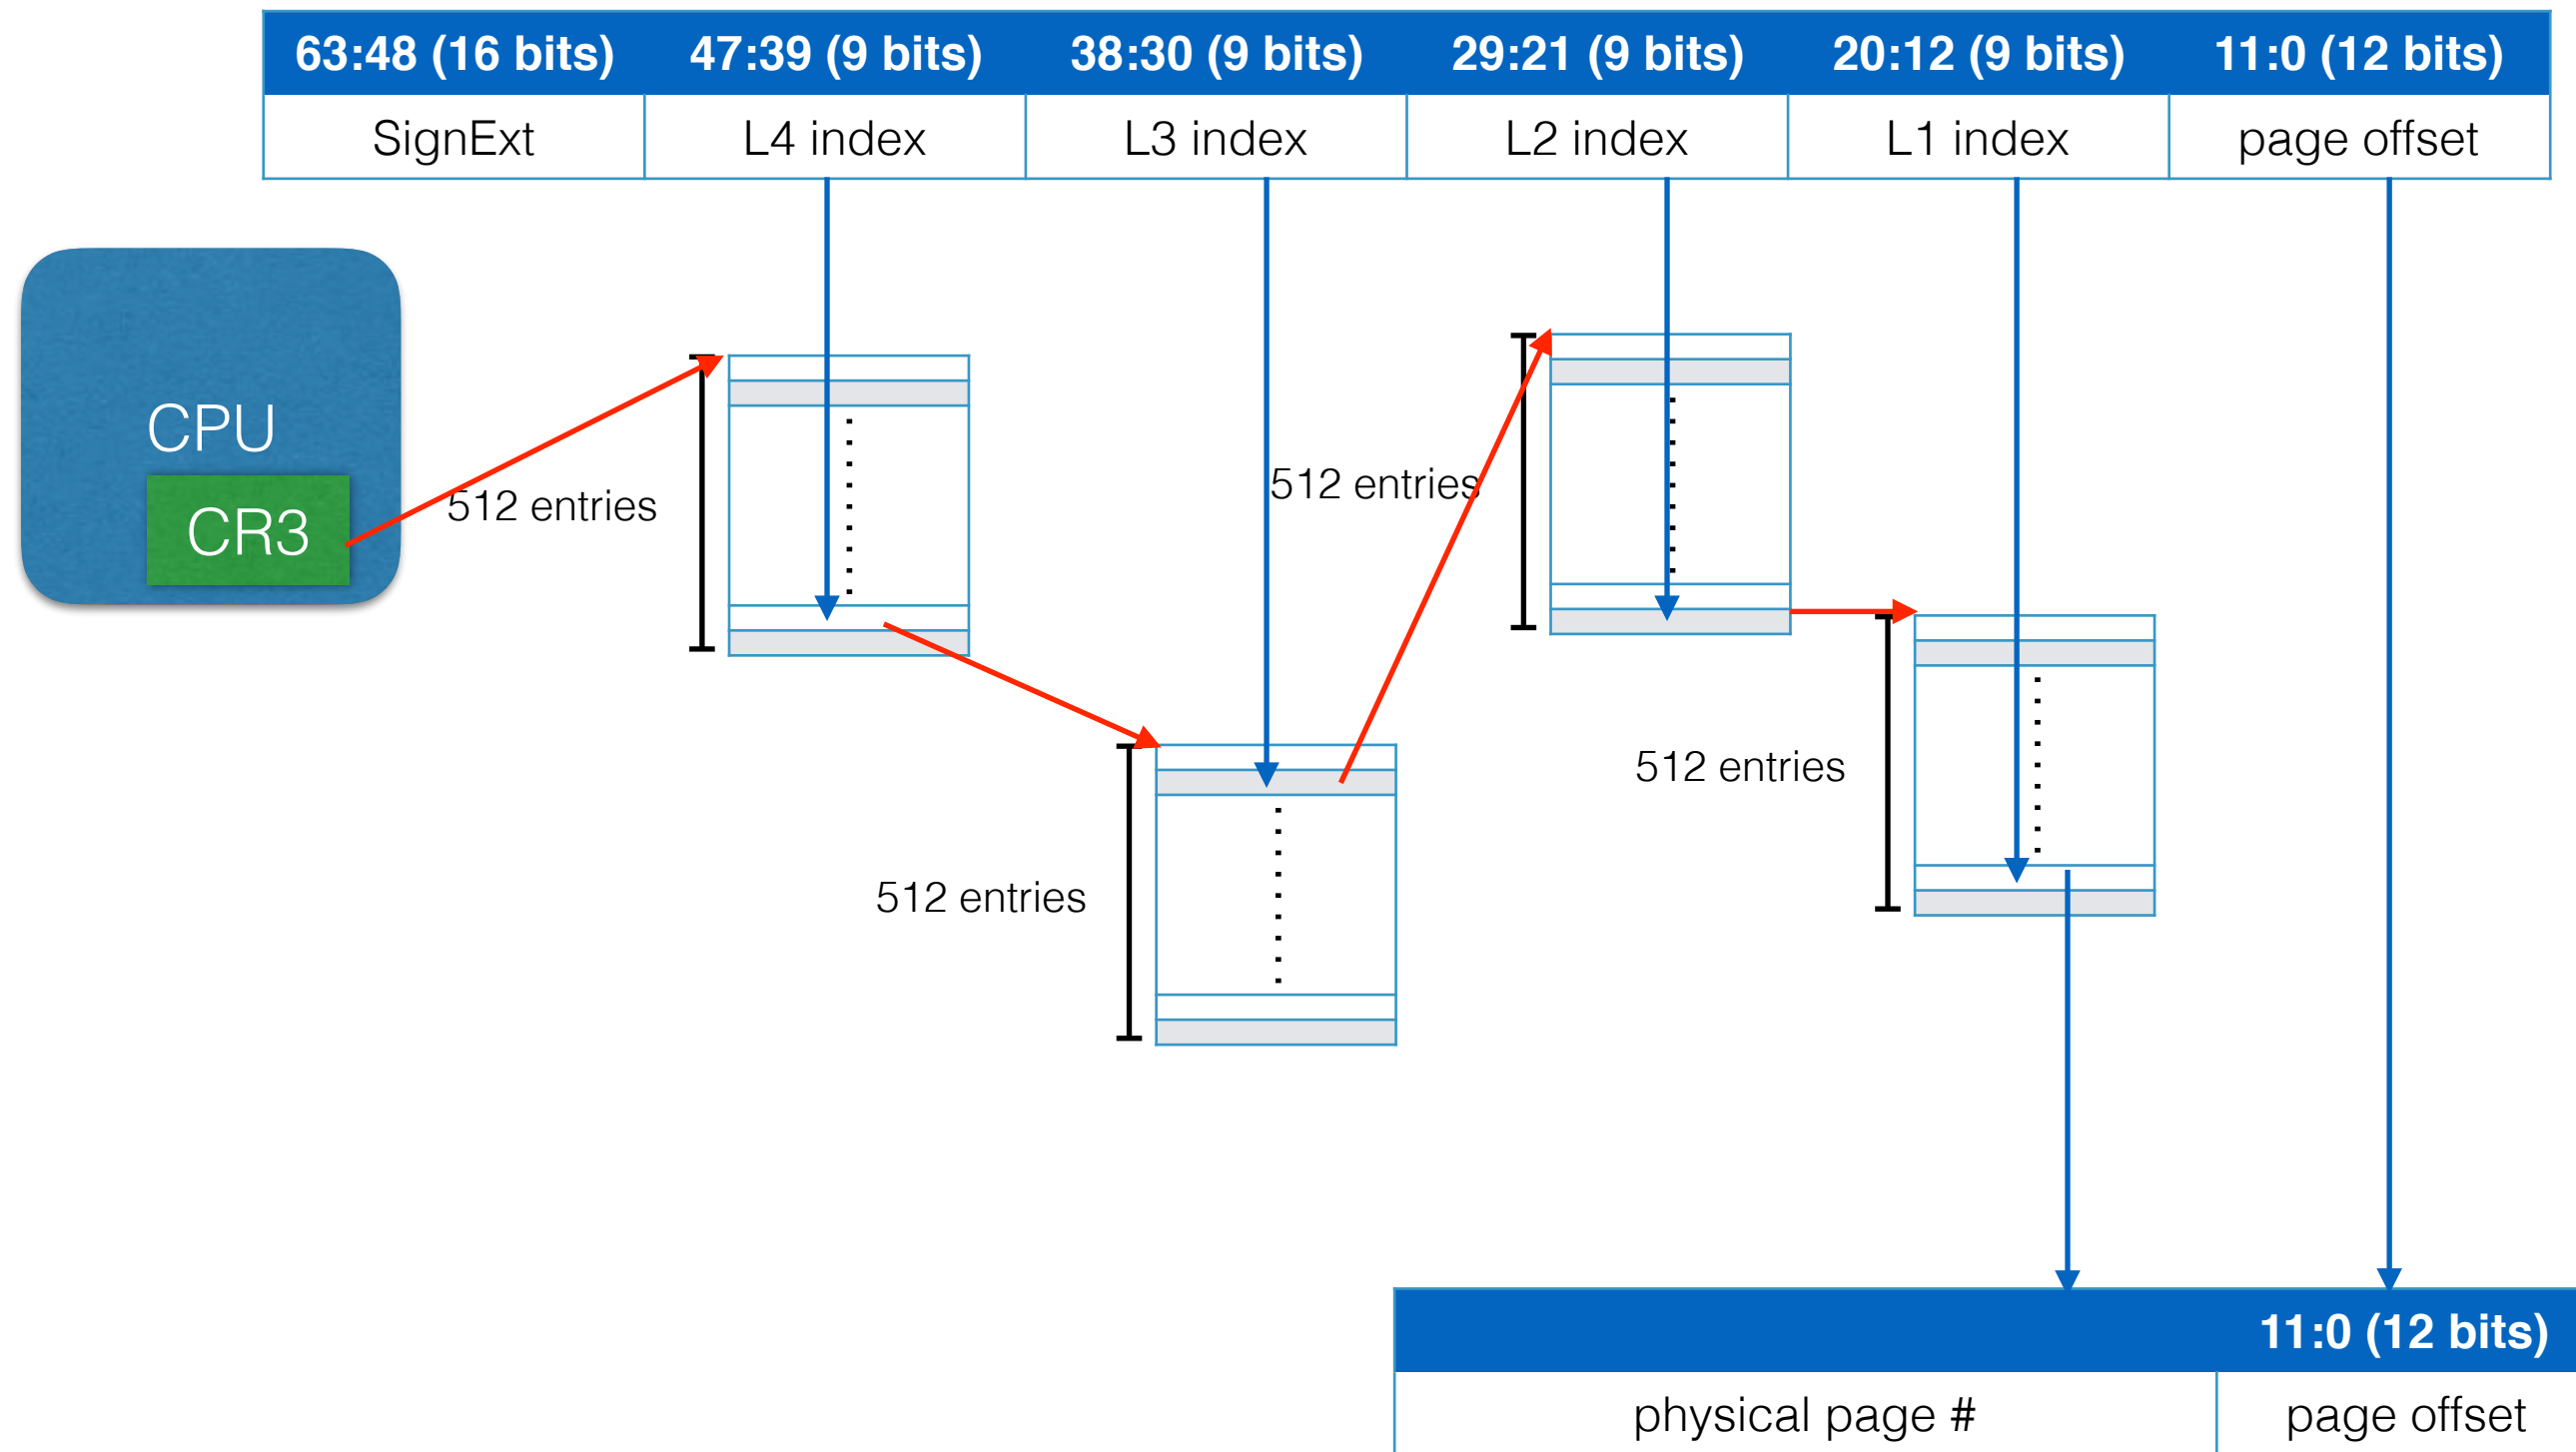 63:48 (16 bits) 47:39 (9 bits) 38:30 (9 bits) 29:21 (9 bits) 20:12 (9 bits) 11:0 (12 bits)
SignExt L4 index L3 index L2 index L1 index page offset
CPU
CR3
512 entries
512 entries
512 entries
512 entries
11:0 (12 bits)
physical page # page offset